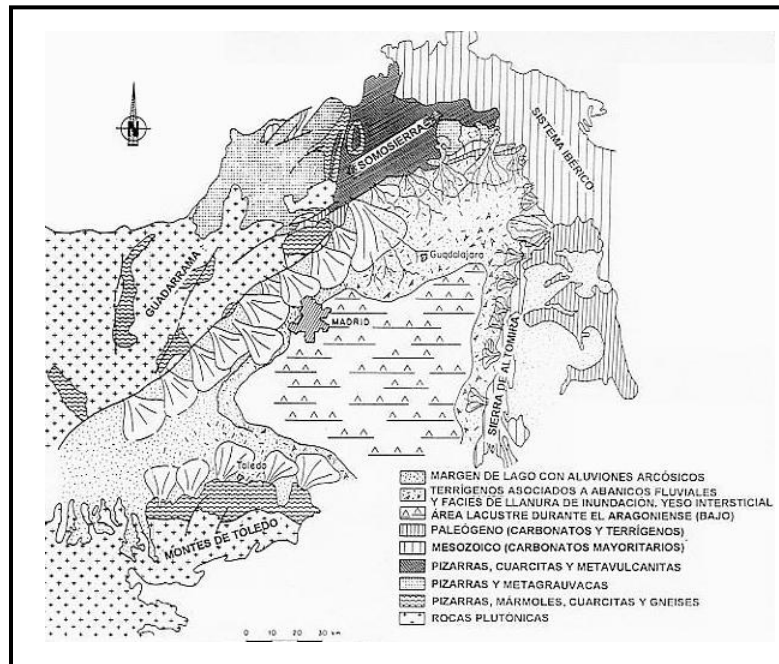 N
SOMOSIERRA
SISTEMA IBÉRICO
Guadalajara
GUADARRAMA
MADRID
SIERRA DE ALTOMIRA
Toledo
MONTES DE TOLEDO
MARGEN DE LAGO CON ALUVIONES ARCÓSICOS
TERRÍGENOS ASOCIADOS A ABANICOS FLUVIALES
Y FACIES DE LLANURA DE INUNDACIÓN. YESO INTERSTICIAL
ÁREA LACUSTRE DURANTE EL ARAGONIENSE (BAJO)
PALEÓGENO (CARBONATOS Y TERRÍGENOS)
MESOZOICO (CARBONATOS MAYORITARIOS)
PIZARRAS, CUARCITAS Y METAVULCANITAS
PIZARRAS Y METAGRAUVACAS
PIZARRAS, MÁRMOLES, CUARCITAS Y GNEISES
ROCAS PLUTÓNICAS
0 10 20 30 km